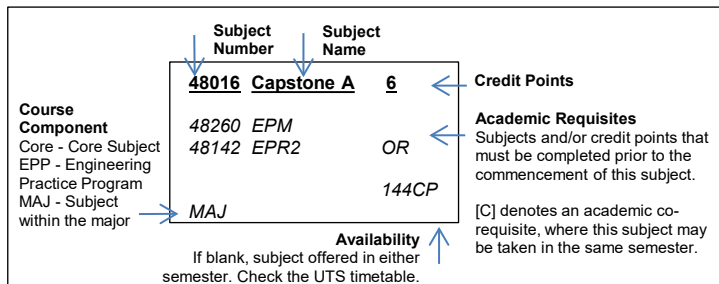 Subject
Number
Subject
Name
48016 Capstone A 6
Credit Points
Course
Component
Core - Core Subject
EPP - Engineering
Practice Program
MAJ - Subject
within the major
48260 EPM
48142 EPR2 OR
144CP
MAJ
Academic Requisites
Subjects and/or credit points that
must be completed prior to the
commencement of this subject.
[C] denotes an academic co-
requisite, where this subject may
be taken in the same semester.
Availability
If blank, subject offered in either
semester. Check the UTS timetable.